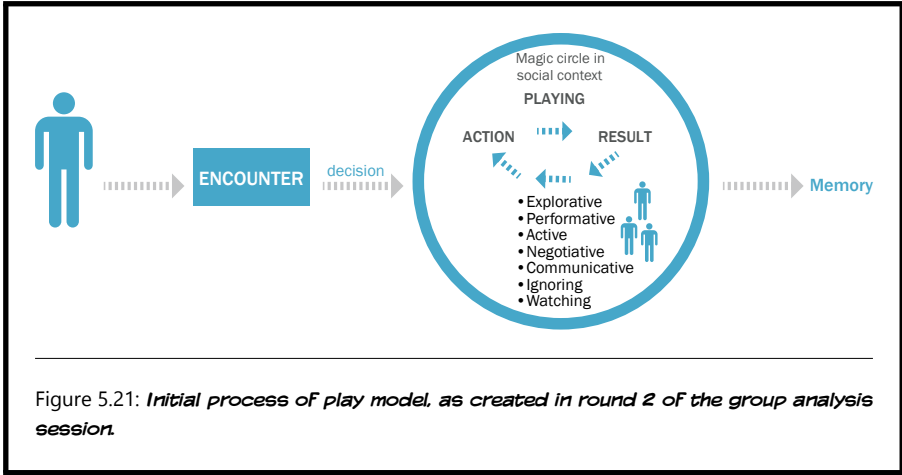 Magic circle in
social context
PLAYING
ACTION
RESULT
ENCOUNTER
decision
Memory
•Explorative
•Performative
•Active
•Negotiative
•Communicative
•Ignoring
•Watching
Figure 5.21: Initial process of play model, as created in round 2 of the group analysis
session.